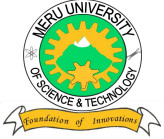 MERU UNIVERSITY
OF SCIENCE & TECHNOLOGY
Foundation of Innovations